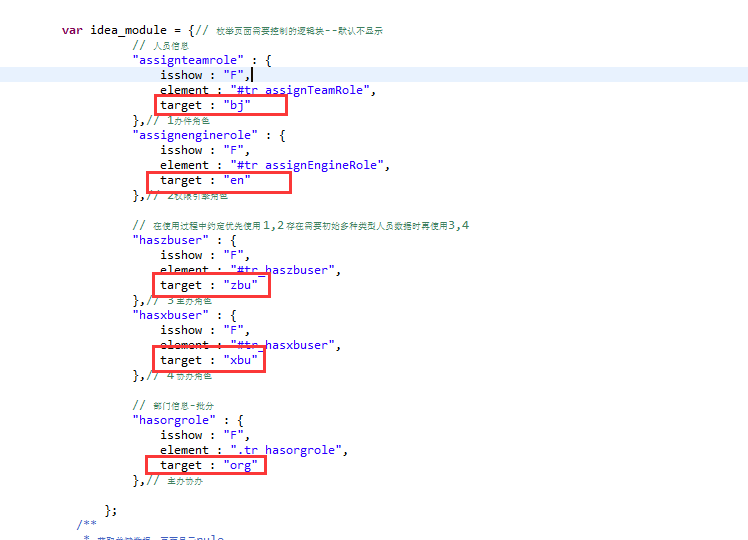 var idea_module = {// 枚举页面需要控制的逻辑块--默认不显示
// 人员信息
"assignteamrole" : {
isshow : "F",
element : "#tr_assignTeamRole",
target : "bj"
},// 1办件角色
"assignenginerole" : {
isshow : "F",
element : "#tr_assignEngineRole",
target : "en"
},// 2权限引擎角色
// 在使用过程中约定优先使用 1,2 存在需要初始多种类型人员数据时再使用3,4
"haszbuser" : {
isshow : "F",
element : "#tr_haszbuser",
target : "zbu"
},// 3 主办角色
"hasxbuser" : {
isshow : "F",
element : "#tr_hasxbuser",
target : "xbu"
},// 4 协办角色
// 部门信息-批分
"hasorgrole" : {
isshow : "F",
element : ".tr_hasorgrole",
target : "org"
},// 主办协办
};
/**
*